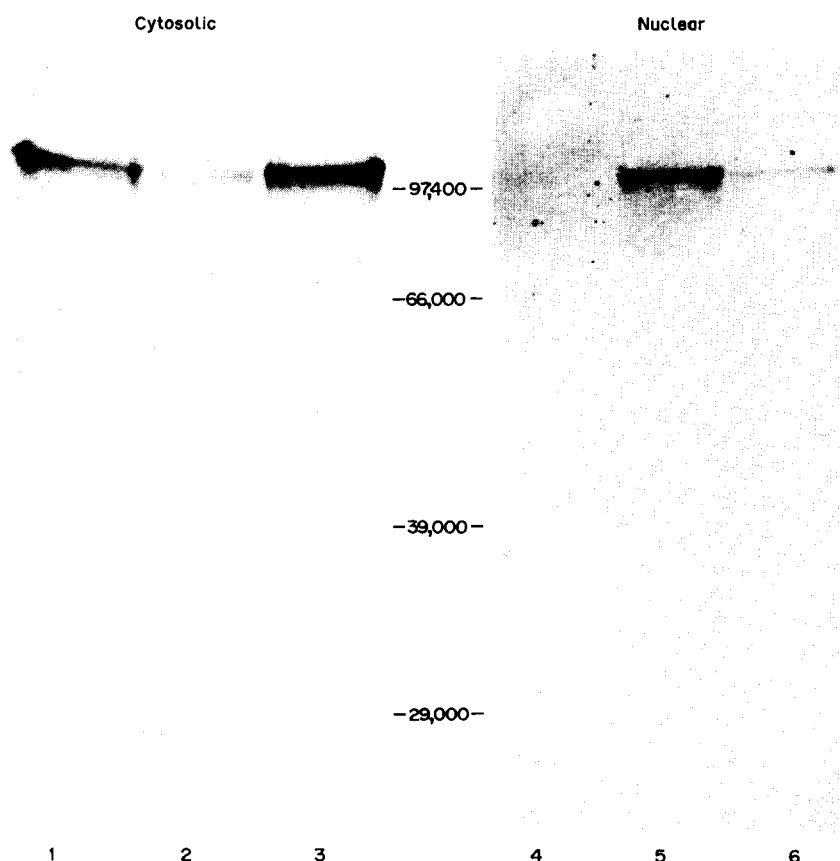 Cytosolic Nuclear
–97,400–
–66,000–
–39,000–
–29,000–
1 2 3 4 5 6